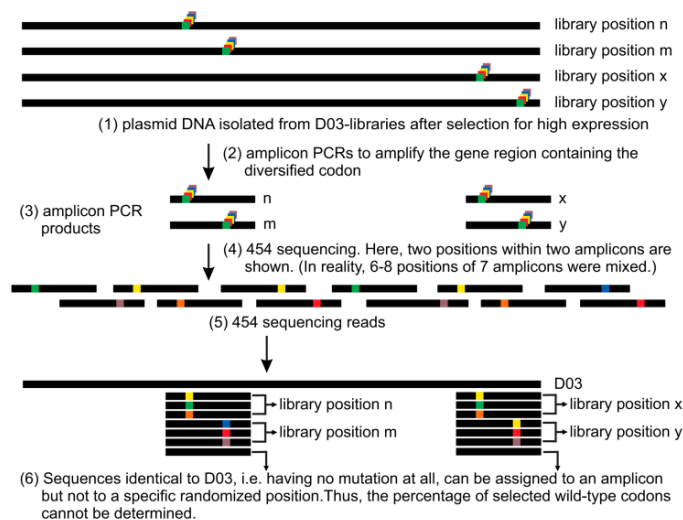 library position n
library position m
library position x
library position y
(1) plasmid DNA isolated from D03-libraries after selection for high expression
(2) amplicon PCRs to amplify the gene region containing the
diversified codon
(3) amplicon PCR
products
n
m
x
y
(4) 454 sequencing. Here, two positions within two amplicons are
shown. (In reality, 6-8 positions of 7 amplicons were mixed.)
(5) 454 sequencing reads
D03
library position n
library position m
library position x
library position y
(6) Sequences identical to D03, i.e. having no mutation at all, can be assigned to an amplicon
but not to a specific randomized position.Thus, the percentage of selected wild-type codons
cannot be determined.